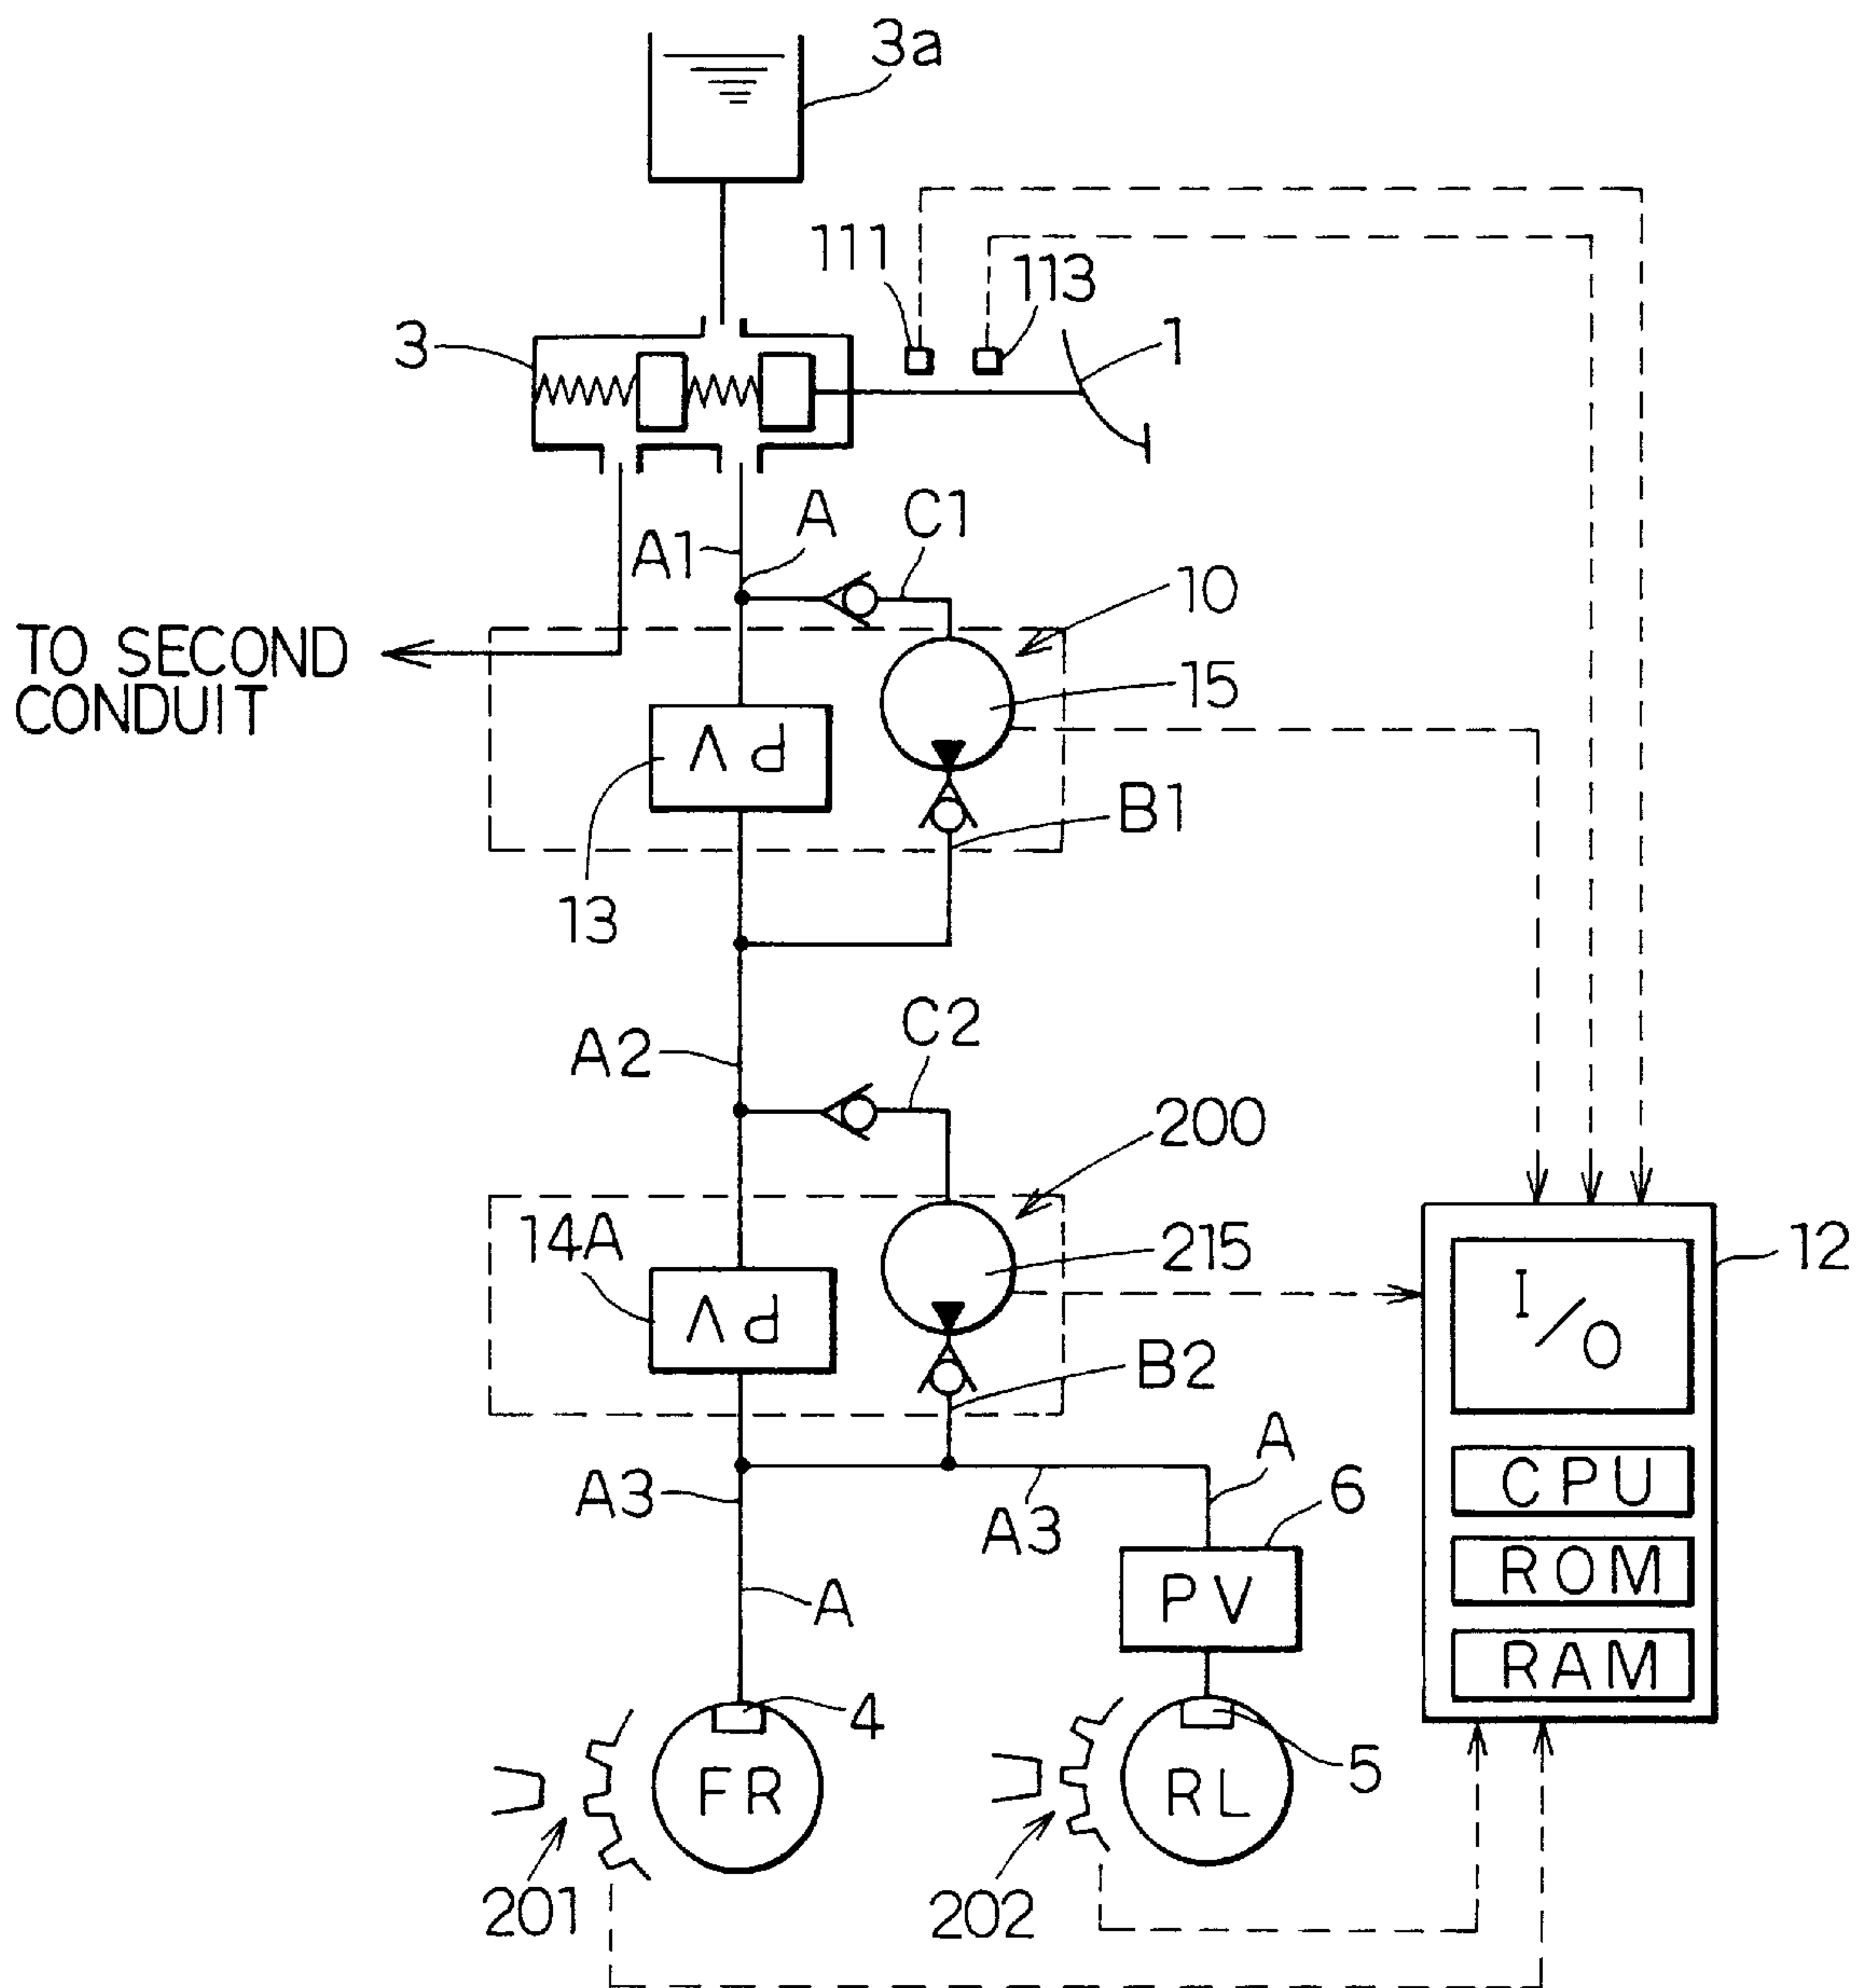 3a
111
113
3
1
A
C1
A1
10
TO SECOND
CONDUIT
15
PV
B1
13
C2
A2
200
14A
215
12
PV
I/O
B2
A
A3
6
A3
CPU
PV
ROM
A
RAM
4
5
FR
RL
201
202